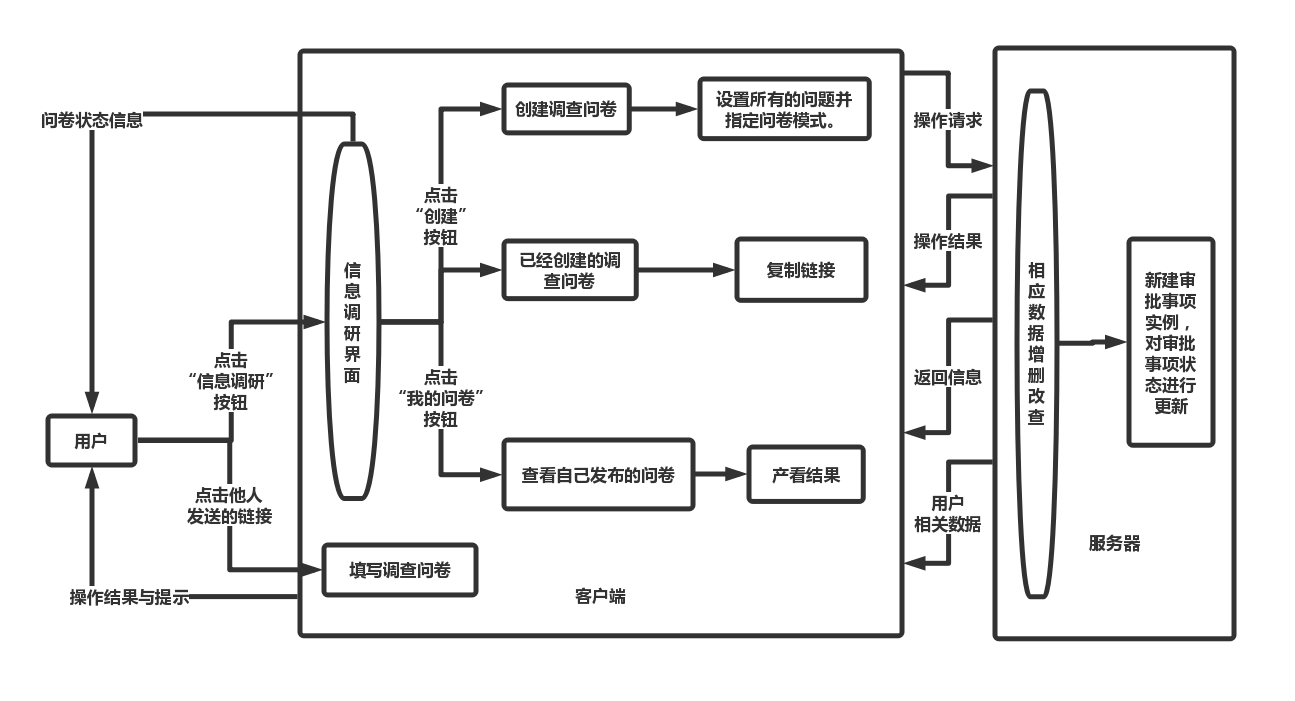 问卷状态信息
用户
点击
“信息调研”
按钮
点击他人
发送的链接
操作结果与提示
信
息
调
研
界
面
点击
“创建”
按钮
点击
“我的问卷”
按钮
创建调查问卷
设置所有的问题并
指定问卷模式。
已经创建的调
查问卷
复制链接
查看自己发布的问卷
产看结果
填写调查问卷
客户端
操作请求
操作结果
返回信息
用户
相关数据
相
应
数
据
增
删
改
查
新建审
批事项
实例，
对审批
事项状
态进行
更新
服务器